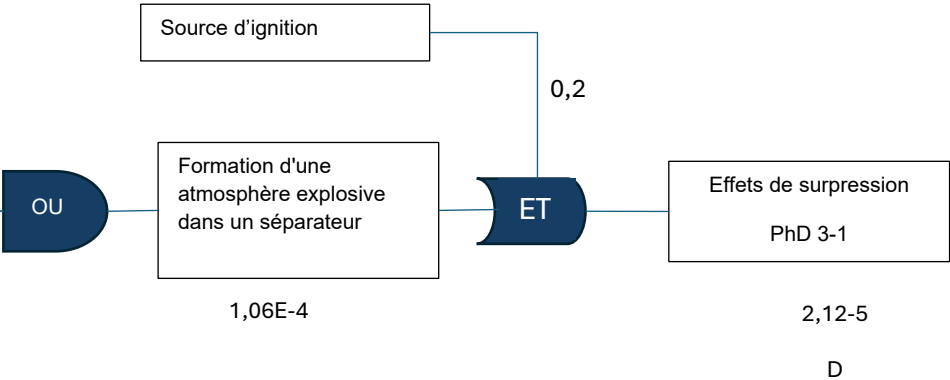 Source d'ignition
0,2
Formation d'une
atmosphère explosive
dans un séparateur
OU
ET
Effets de surpression
PhD 3-1
1,06E-4
2,12-5
D